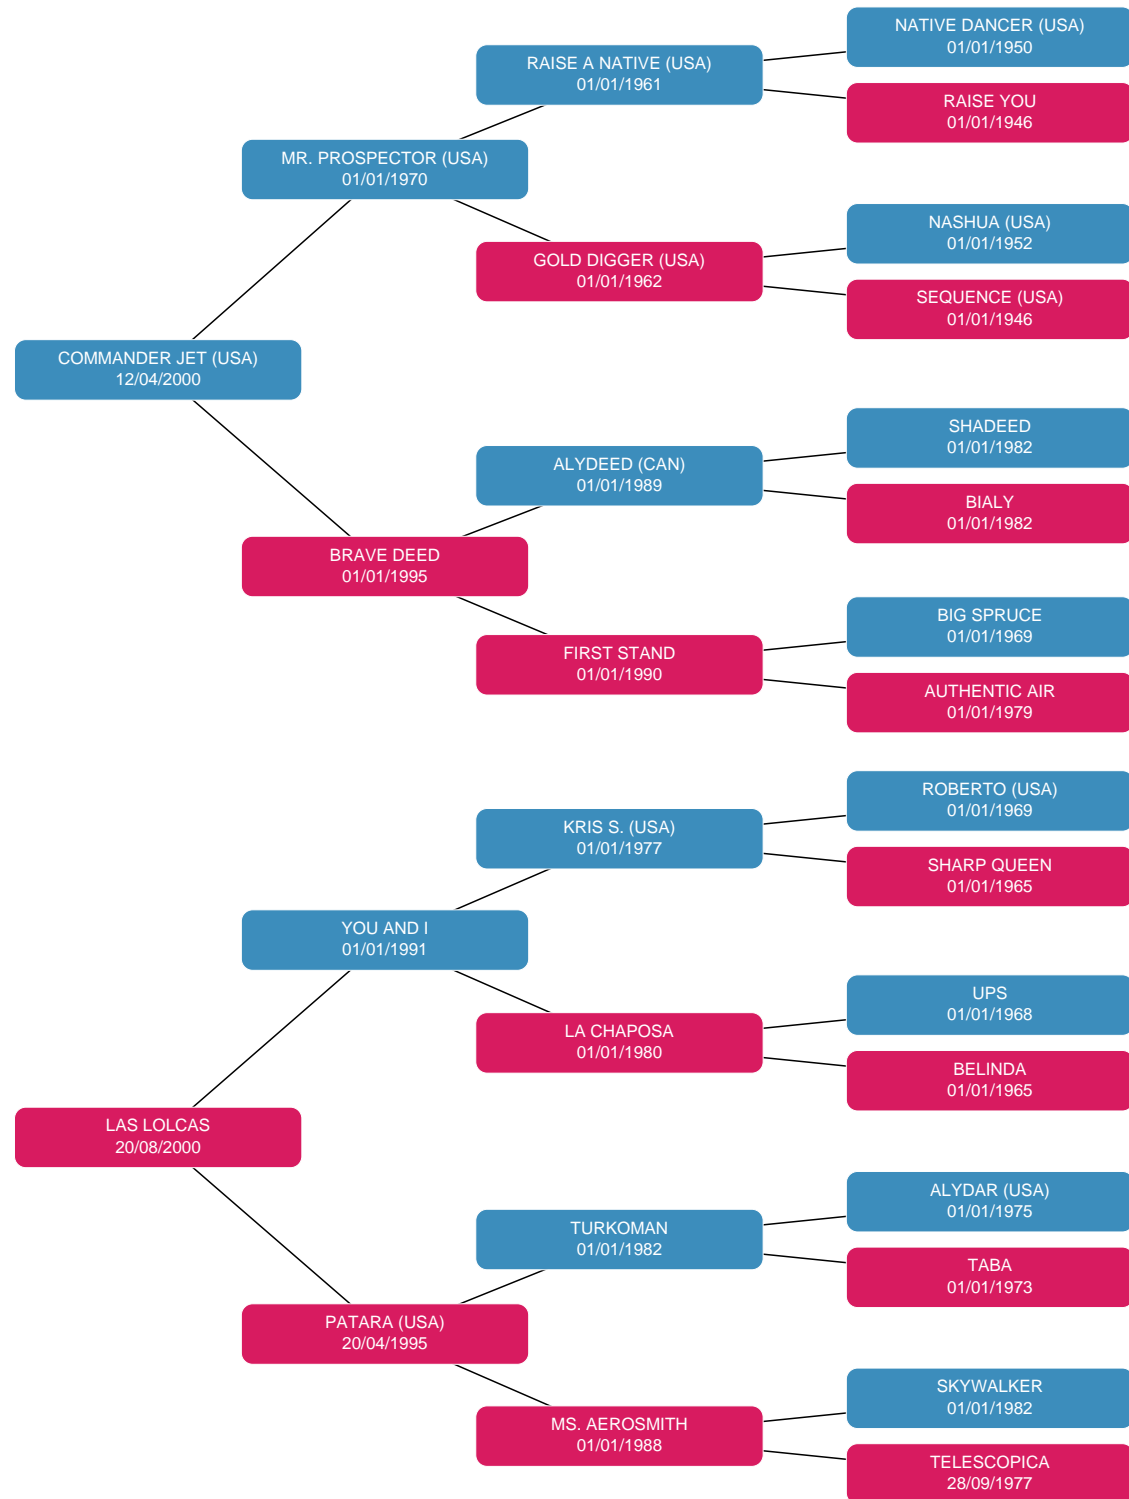 NATIVE DANCER (USA)
01/01/1950
RAISE A NATIVE (USA)
01/01/1961
RAISE YOU
01/01/1946
MR. PROSPECTOR (USA)
01/01/1970
NASHUA (USA)
01/01/1952
GOLD DIGGER (USA)
01/01/1962
SEQUENCE (USA)
01/01/1946
COMMANDER JET (USA)
12/04/2000
SHADEED
01/01/1982
ALYDEED (CAN)
01/01/1989
BIALY
01/01/1982
BRAVE DEED
01/01/1995
BIG SPRUCE
01/01/1969
FIRST STAND
01/01/1990
AUTHENTIC AIR
01/01/1979
ROBERTO (USA)
01/01/1969
KRIS S. (USA)
01/01/1977
SHARP QUEEN
01/01/1965
YOU AND I
01/01/1991
UPS
01/01/1968
LA CHAPOSA
01/01/1980
BELINDA
01/01/1965
LAS LOLCAS
20/08/2000
ALYDAR (USA)
01/01/1975
TURKOMAN
01/01/1982
TABA
01/01/1973
PATARA (USA)
20/04/1995
SKYWALKER
01/01/1982
MS. AEROSMITH
01/01/1988
TELESCOPICA
28/09/1977